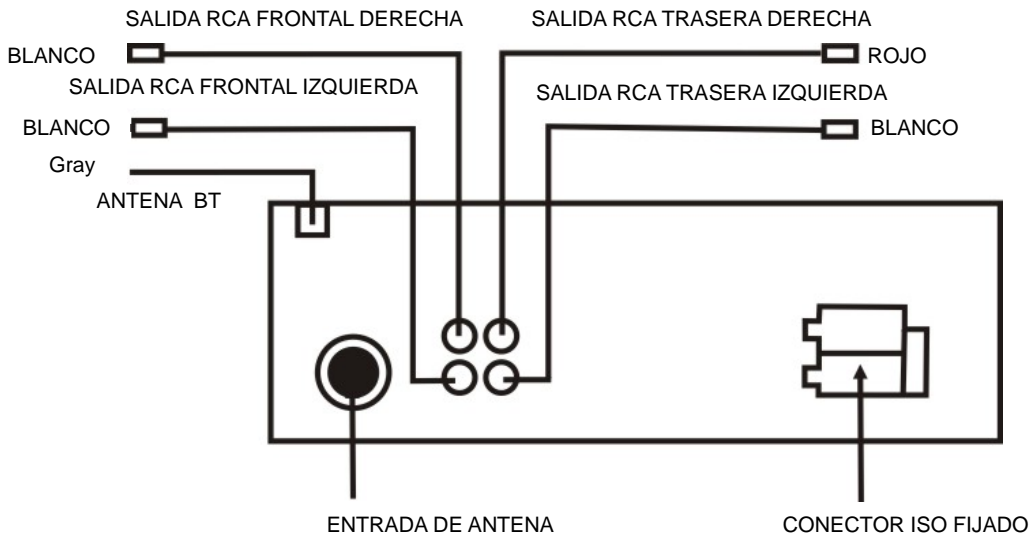 SALIDA RCA FRONTAL DERECHA
SALIDA RCA TRASERA DERECHA
BLANCO
ROJO
SALIDA RCA FRONTAL IZQUIERDA
SALIDA RCA TRASERA IZQUIERDA
BLANCO
BLANCO
Gray
ANTENA BT
ENTRADA DE ANTENA
CONECTOR ISO FIJADO